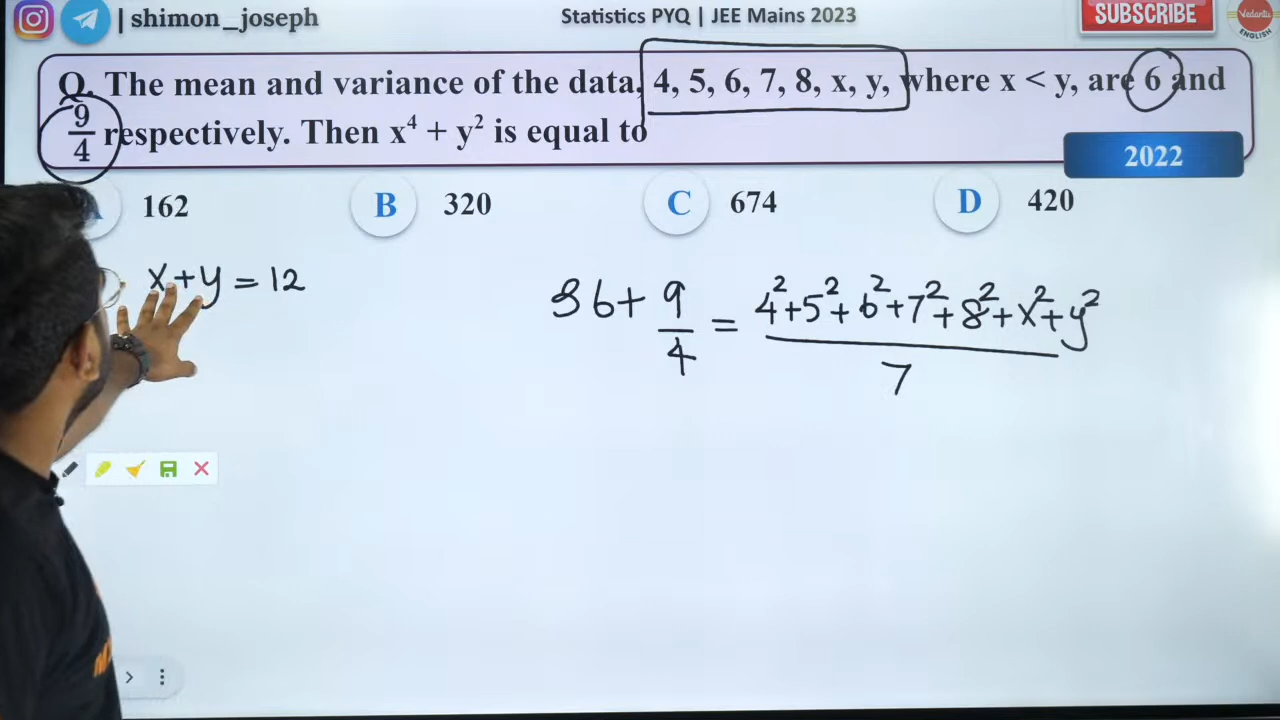 | shimon_joseph
Statistics PYQ | JEE Mains 2023
SUBSCRIBE
Vedantu
ENGLISH
Q. The mean and variance of the data 4, 5, 6, 7, 8, x, y, where x < y, are 6 and
9/4 respectively. Then x⁴ + y² is equal to
2022
A 162
B 320
C 674
D 420
x+y = 12
36+ 9/4 = (4²+5²+6²+7²+8²+x²+y²)/7